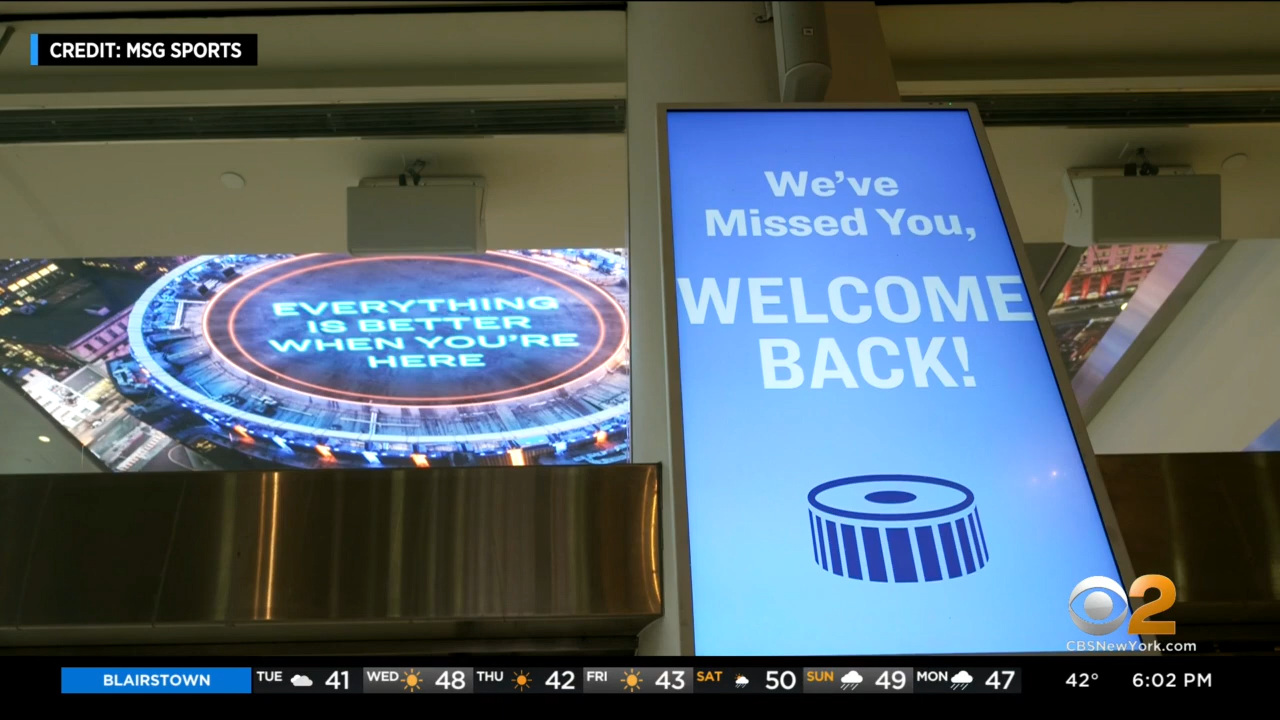 CREDIT: MSG SPORTS
We've
Missed You,
WELCOME
BACK!
EVERYTHING
IS BETTER
WHEN YOU'RE
HERE
2
CBSNewYork.com
BLAIRSTOWN TUE 41 WED 48 THU 42 FRI 43 SAT 50 SUN 49 MON 47 42° 6:02 PM